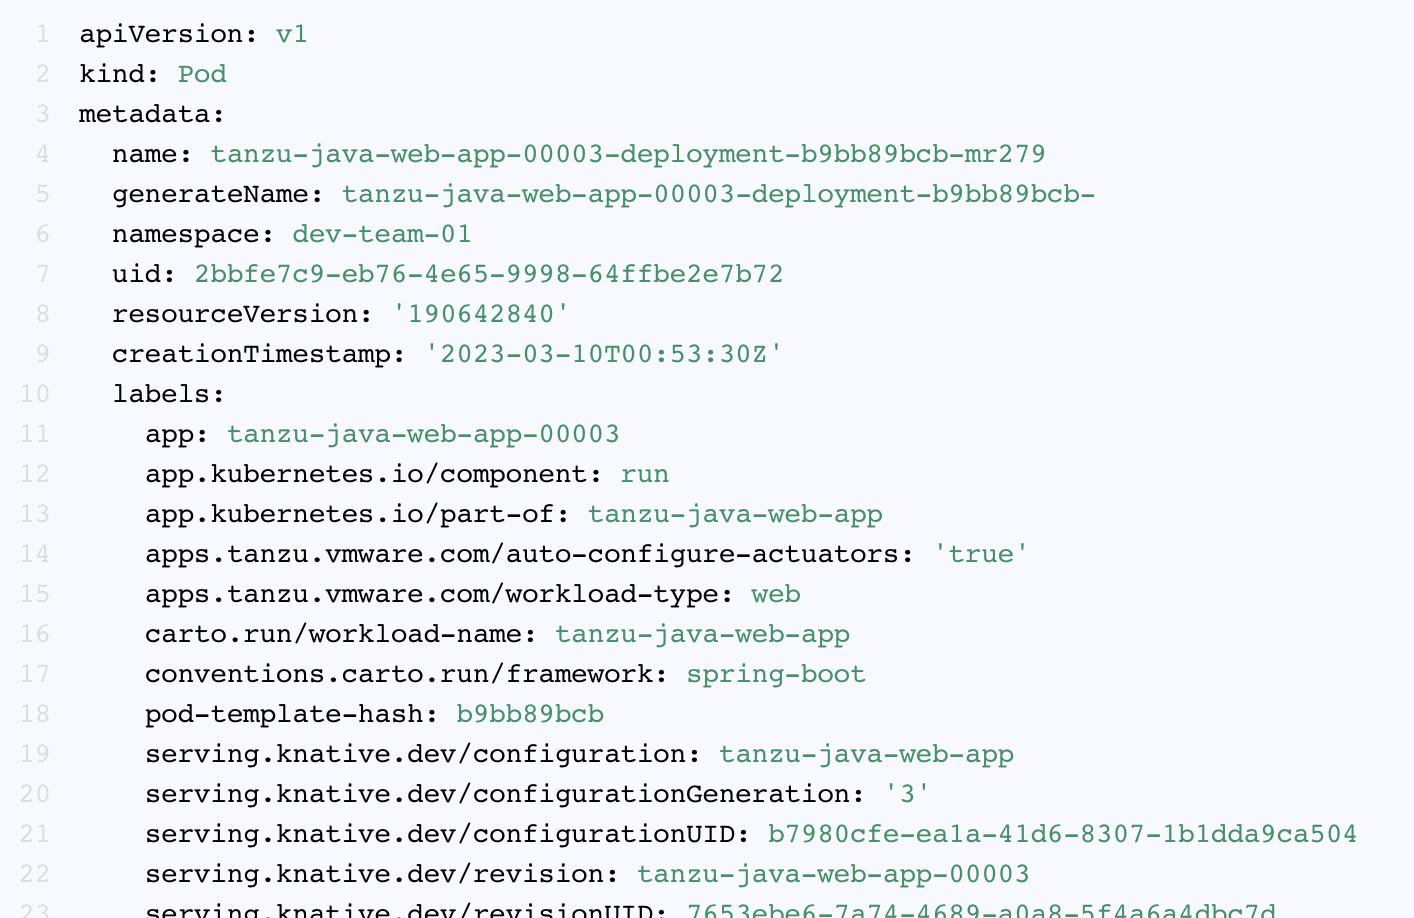 1 apiVersion: v1
2 kind: Pod
3 metadata:
4   name: tanzu-java-web-app-00003-deployment-b9bb89bcb-mr279
5   generateName: tanzu-java-web-app-00003-deployment-b9bb89bcb-
6   namespace: dev-team-01
7   uid: 2bbfe7c9-eb76-4e65-9998-64ffbe2e7b72
8   resourceVersion: '190642840'
9   creationTimestamp: '2023-03-10T00:53:30Z'
10   labels:
11     app: tanzu-java-web-app-00003
12     app.kubernetes.io/component: run
13     app.kubernetes.io/part-of: tanzu-java-web-app
14     apps.tanzu.vmware.com/auto-configure-actuators: 'true'
15     apps.tanzu.vmware.com/workload-type: web
16     carto.run/workload-name: tanzu-java-web-app
17     conventions.carto.run/framework: spring-boot
18     pod-template-hash: b9bb89bcb
19     serving.knative.dev/configuration: tanzu-java-web-app
20     serving.knative.dev/configurationGeneration: '3'
21     serving.knative.dev/configurationUID: b7980cfe-ea1a-41d6-8307-1b1dda9ca504
22     serving.knative.dev/revision: tanzu-java-web-app-00003
23     serving.knative.dev/revisionUID: 7653ebe6-7a74-4689-a0a8-5f4a6a4dbc7d